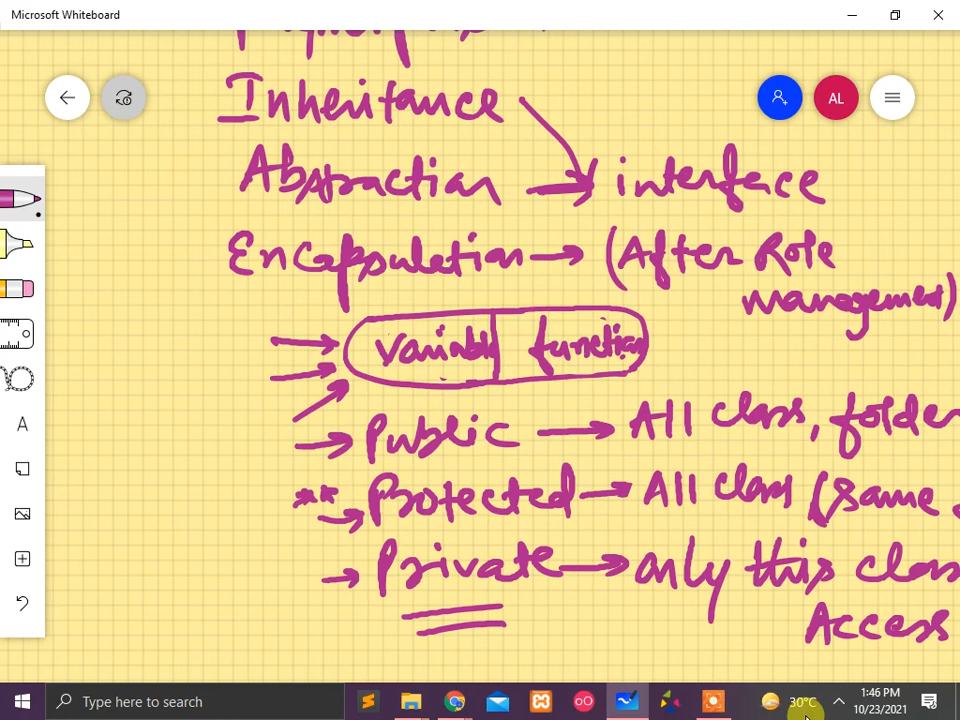 Microsoft Whiteboard
AL
Inheritance
Abstraction → interface
Encapsulation → (After Role
management)
variable function
→ Public → All class, folder
** → Protected → All class (same
→ Private → only this class
Access
A
Type here to search
30°C
1:46 PM
10/23/2021